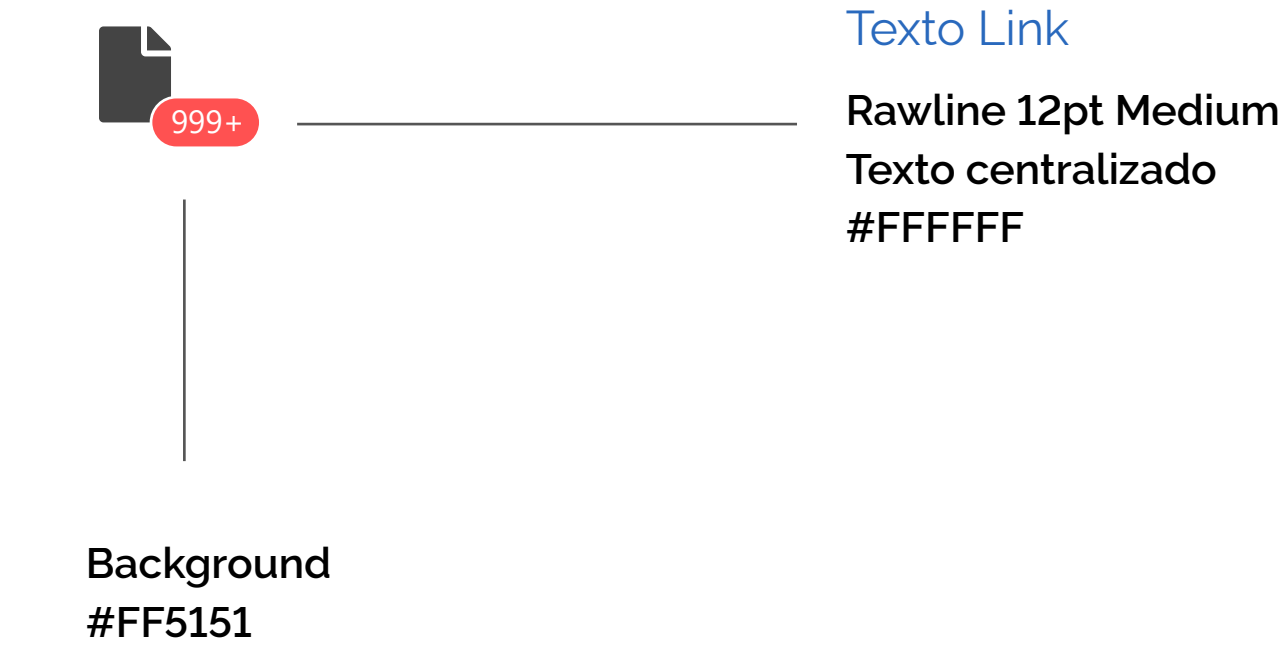 Texto Link
999+
Rawline 12pt Medium
Texto centralizado
#FFFFFF
Background
#FF5151